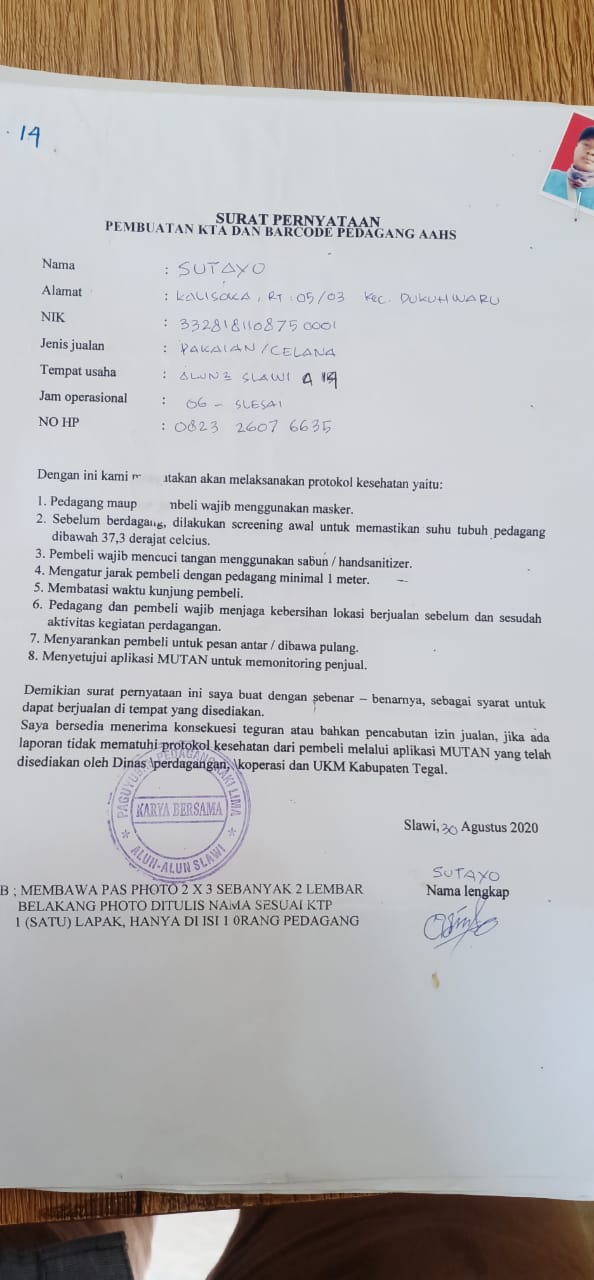 14
SURAT PERNYATAAN
PEMBUATAN KTA DAN BARCODE PEDAGANG AAHS
Nama : SUTAYO
Alamat : KALISOKA, RT : 05/03 KEC. DUKUHWARU
NIK : 3328181108750001
Jenis jualan : PAKAIAN/CELANA
Tempat usaha : ALUN2 SLAWI A 14
Jam operasional : 06 - SLESAI
NO HP : 0823 2607 6635
Dengan ini kami atakan akan melaksanakan protokol kesehatan yaitu:
1. Pedagang maup mbeli wajib menggunakan masker.
2. Sebelum berdagang, dilakukan screening awal untuk memastikan suhu tubuh pedagang
dibawah 37,3 derajat celcius.
3. Pembeli wajib mencuci tangan menggunakan sabun / handsanitizer.
4. Mengatur jarak pembeli dengan pedagang minimal 1 meter.
5. Membatasi waktu kunjung pembeli.
6. Pedagang dan pembeli wajib menjaga kebersihan lokasi berjualan sebelum dan sesudah
aktivitas kegiatan perdagangan.
7. Menyarankan pembeli untuk pesan antar / dibawa pulang.
8. Menyetujui aplikasi MUTAN untuk memonitoring penjual.
Demikian surat pernyataan ini saya buat dengan sebenar – benarnya, sebagai syarat untuk
dapat berjualan di tempat yang disediakan.
Saya bersedia menerima konsekuesi teguran atau bahkan pencabutan izin jualan, jika ada
laporan tidak mematuhi protokol kesehatan dari pembeli melalui aplikasi MUTAN yang telah
disediakan oleh Dinas \perdagangan, \koperasi dan UKM Kabupaten Tegal.
PAGUYUBAN PEDAGANG KAKI LIMA
KARYA BERSAMA
ALUN-ALUN SLAWI
Slawi, 30 Agustus 2020
SUTAYO
Nama lengkap
B ; MEMBAWA PAS PHOTO 2 X 3 SEBANYAK 2 LEMBAR
BELAKANG PHOTO DITULIS NAMA SESUAI KTP
1 (SATU) LAPAK, HANYA DI ISI 1 0RANG PEDAGANG